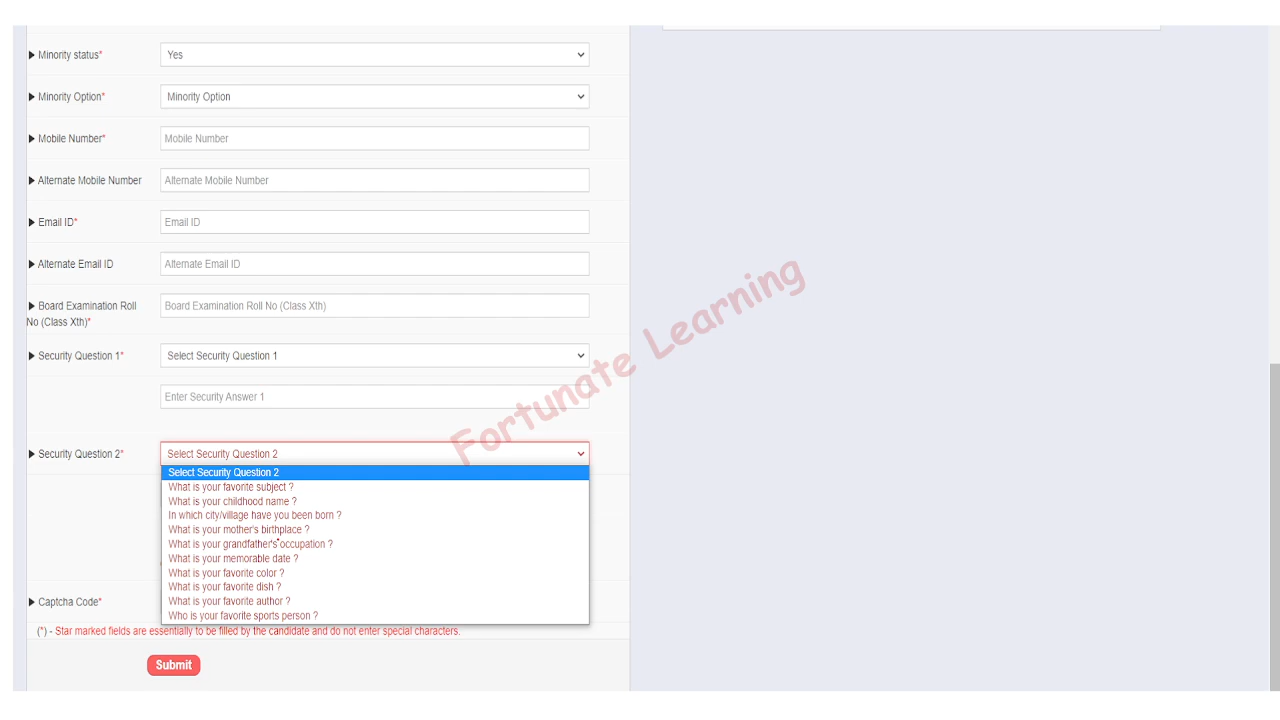 Minority status*
Yes
Minority Option*
Minority Option
Mobile Number*
Mobile Number
Alternate Mobile Number
Alternate Mobile Number
Email ID*
Email ID
Alternate Email ID
Alternate Email ID
Board Examination Roll
No (Class Xth)*
Board Examination Roll No (Class Xth)
Security Question 1*
Select Security Question 1
Enter Security Answer 1
Security Question 2*
Select Security Question 2
Select Security Question 2
What is your favorite subject ?
What is your childhood name ?
In which city/village have you been born ?
What is your mother's birthplace ?
What is your grandfather's occupation ?
What is your memorable date ?
What is your favorite color ?
What is your favorite dish ?
What is your favorite author ?
Who is your favorite sports person ?
Captcha Code*
(*) - Star marked fields are essentially to be filled by the candidate and do not enter special characters.
Submit
Fortunate Learning